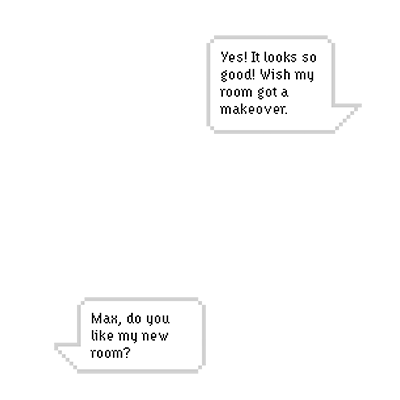 Yes! It looks so
good! Wish my
room got a
makeover.
Max, do you
like my new
room?